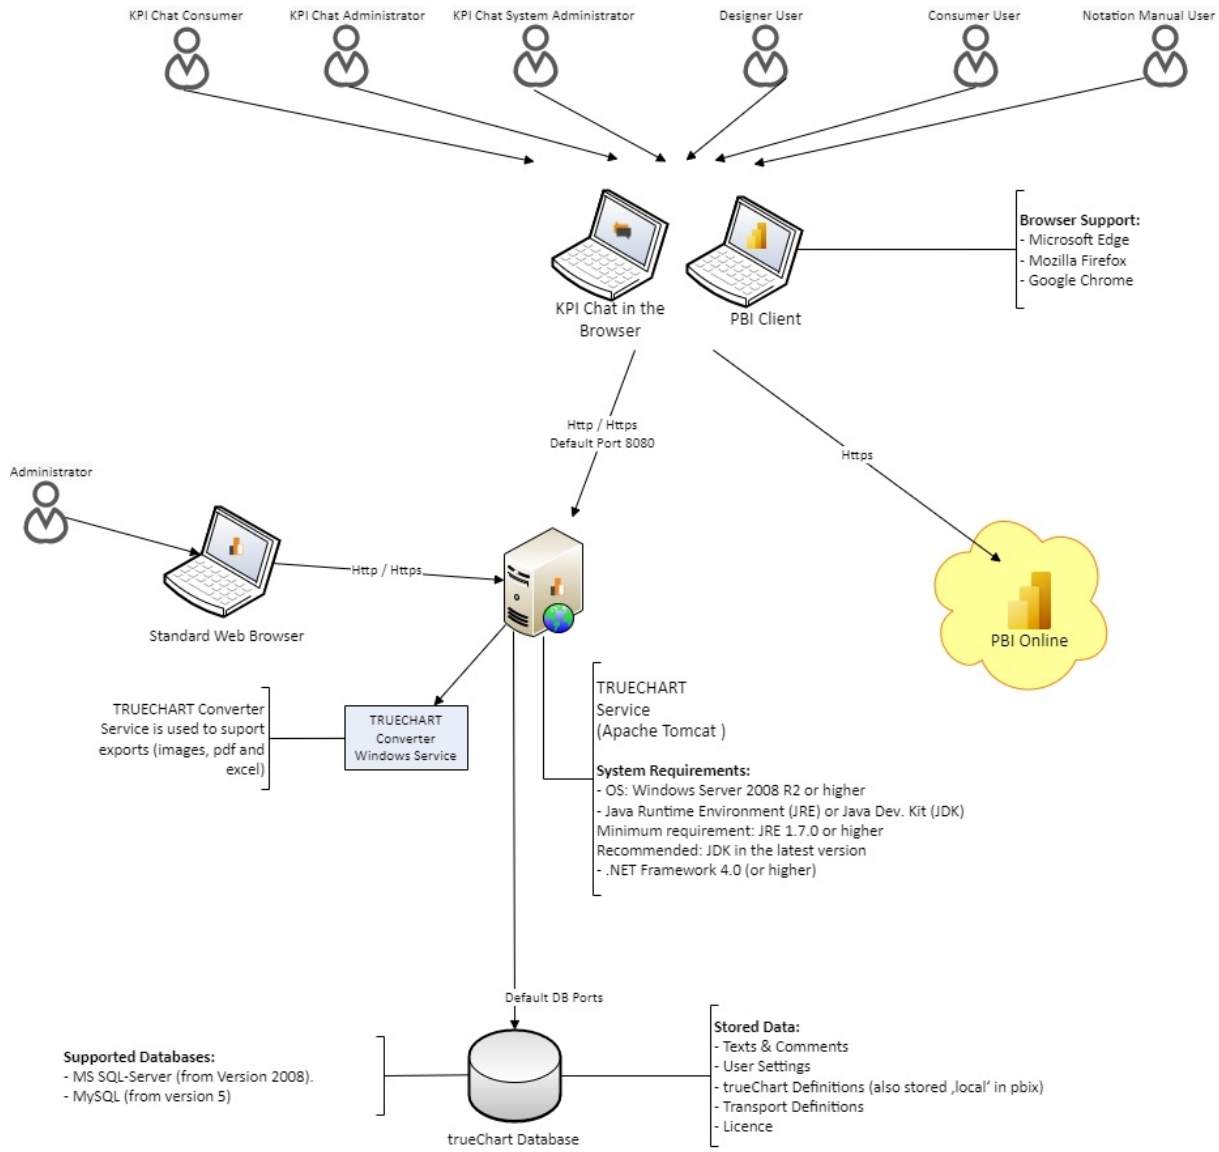 KPI Chat Consumer
KPI Chat Administrator
KPI Chat System Administrator
Designer User
Consumer User
Notation Manual User
KPI Chat in the
Browser
PBI Client
Browser Support:
- Microsoft Edge
- Mozilla Firefox
- Google Chrome
Http / Https
Default Port 8080
Https
Administrator
Standard Web Browser
Http / Https
PBI Online
TRUECHART Converter
Service is used to suport
exports (images, pdf and
excel)
TRUECHART
Converter
Windows Service
TRUECHART
Service
(Apache Tomcat )
System Requirements:
- OS: Windows Server 2008 R2 or higher
- Java Runtime Environment (JRE) or Java Dev. Kit (JDK)
Minimum requirement: JRE 1.7.0 or higher
Recommended: JDK in the latest version
- .NET Framework 4.0 (or higher)
Default DB Ports
Supported Databases:
- MS SQL-Server (from Version 2008).
- MySQL (from version 5)
trueChart Database
Stored Data:
- Texts & Comments
- User Settings
- trueChart Definitions (also stored ‚local‘ in pbix)
- Transport Definitions
- Licence